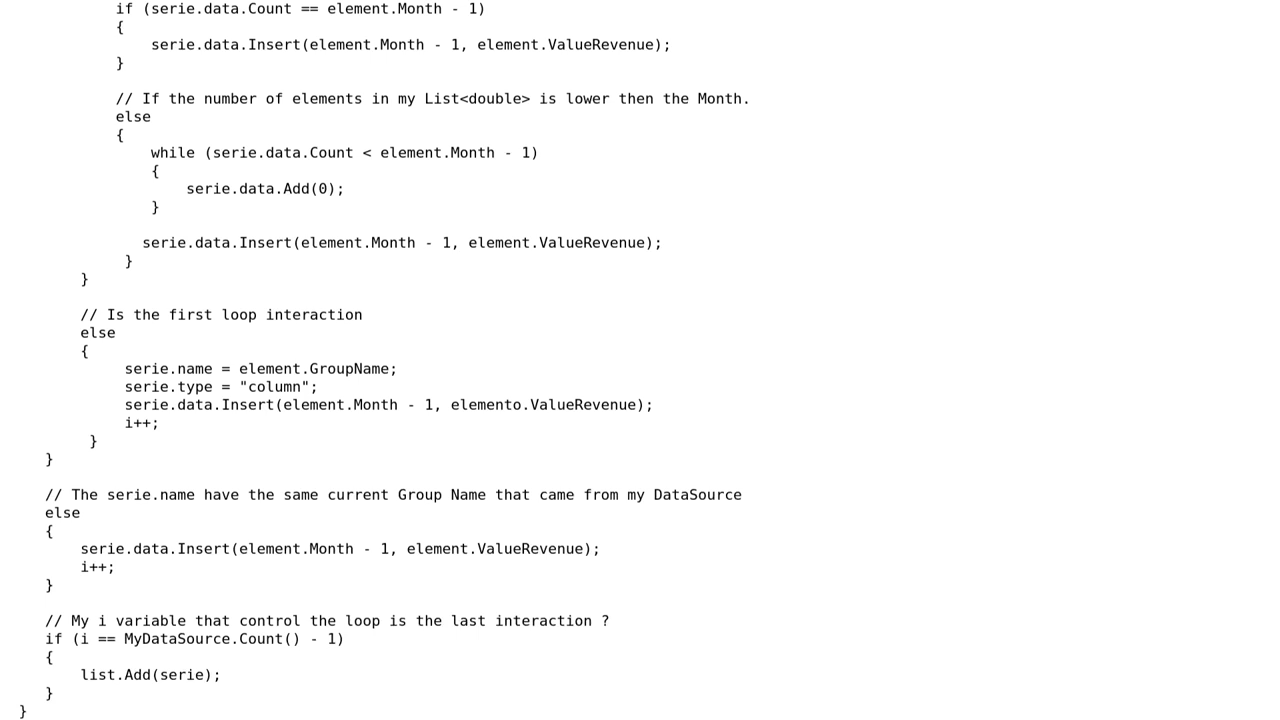 if (serie.data.Count == element.Month - 1)
{
serie.data.Insert(element.Month - 1, element.ValueRevenue);
}
// If the number of elements in my List<double> is lower then the Month.
else
{
while (serie.data.Count < element.Month - 1)
{
serie.data.Add(0);
}
serie.data.Insert(element.Month - 1, element.ValueRevenue);
}
}
// Is the first loop interaction
else
{
serie.name = element.GroupName;
serie.type = "column";
serie.data.Insert(element.Month - 1, elemento.ValueRevenue);
i++;
}
}
// The serie.name have the same current Group Name that came from my DataSource
else
{
serie.data.Insert(element.Month - 1, element.ValueRevenue);
i++;
}
// My i variable that control the loop is the last interaction ?
if (i == MyDataSource.Count() - 1)
{
list.Add(serie);
}
}